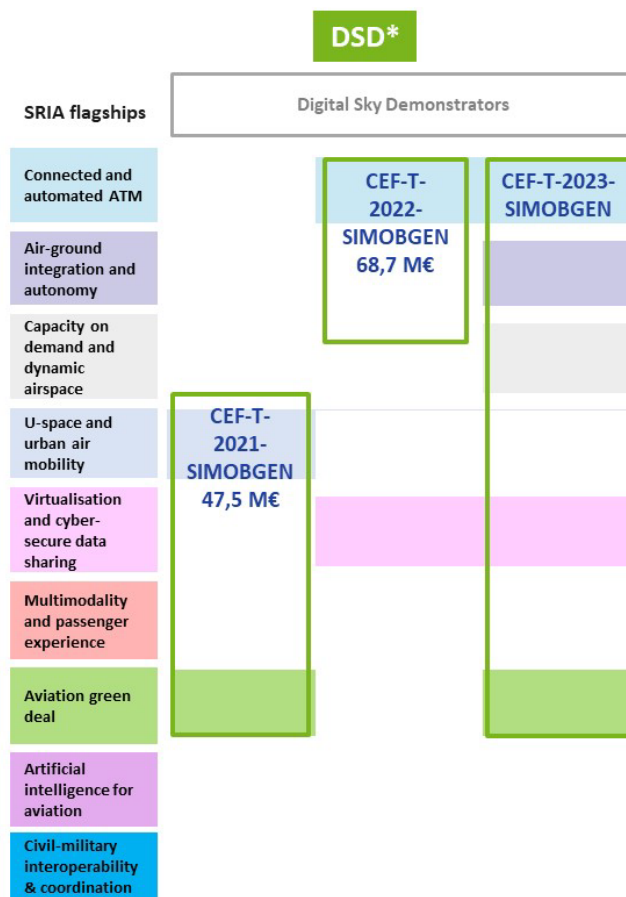 DSD*
SRIA flagships
Digital Sky Demonstrators
Connected and
automated ATM
CEF-T-
2022-
SIMOBGEN
68,7 M€
CEF-T-2023-
SIMOBGEN
Air-ground
integration and
autonomy
Capacity on
demand and
dynamic
airspace
U-space and
urban air
mobility
CEF-T-
2021-
SIMOBGEN
47,5 M€
Virtualisation
and cyber-
secure data
sharing
Multimodality
and passenger
experience
Aviation green
deal
Artificial
intelligence for
aviation
Civil-military
interoperability
& coordination